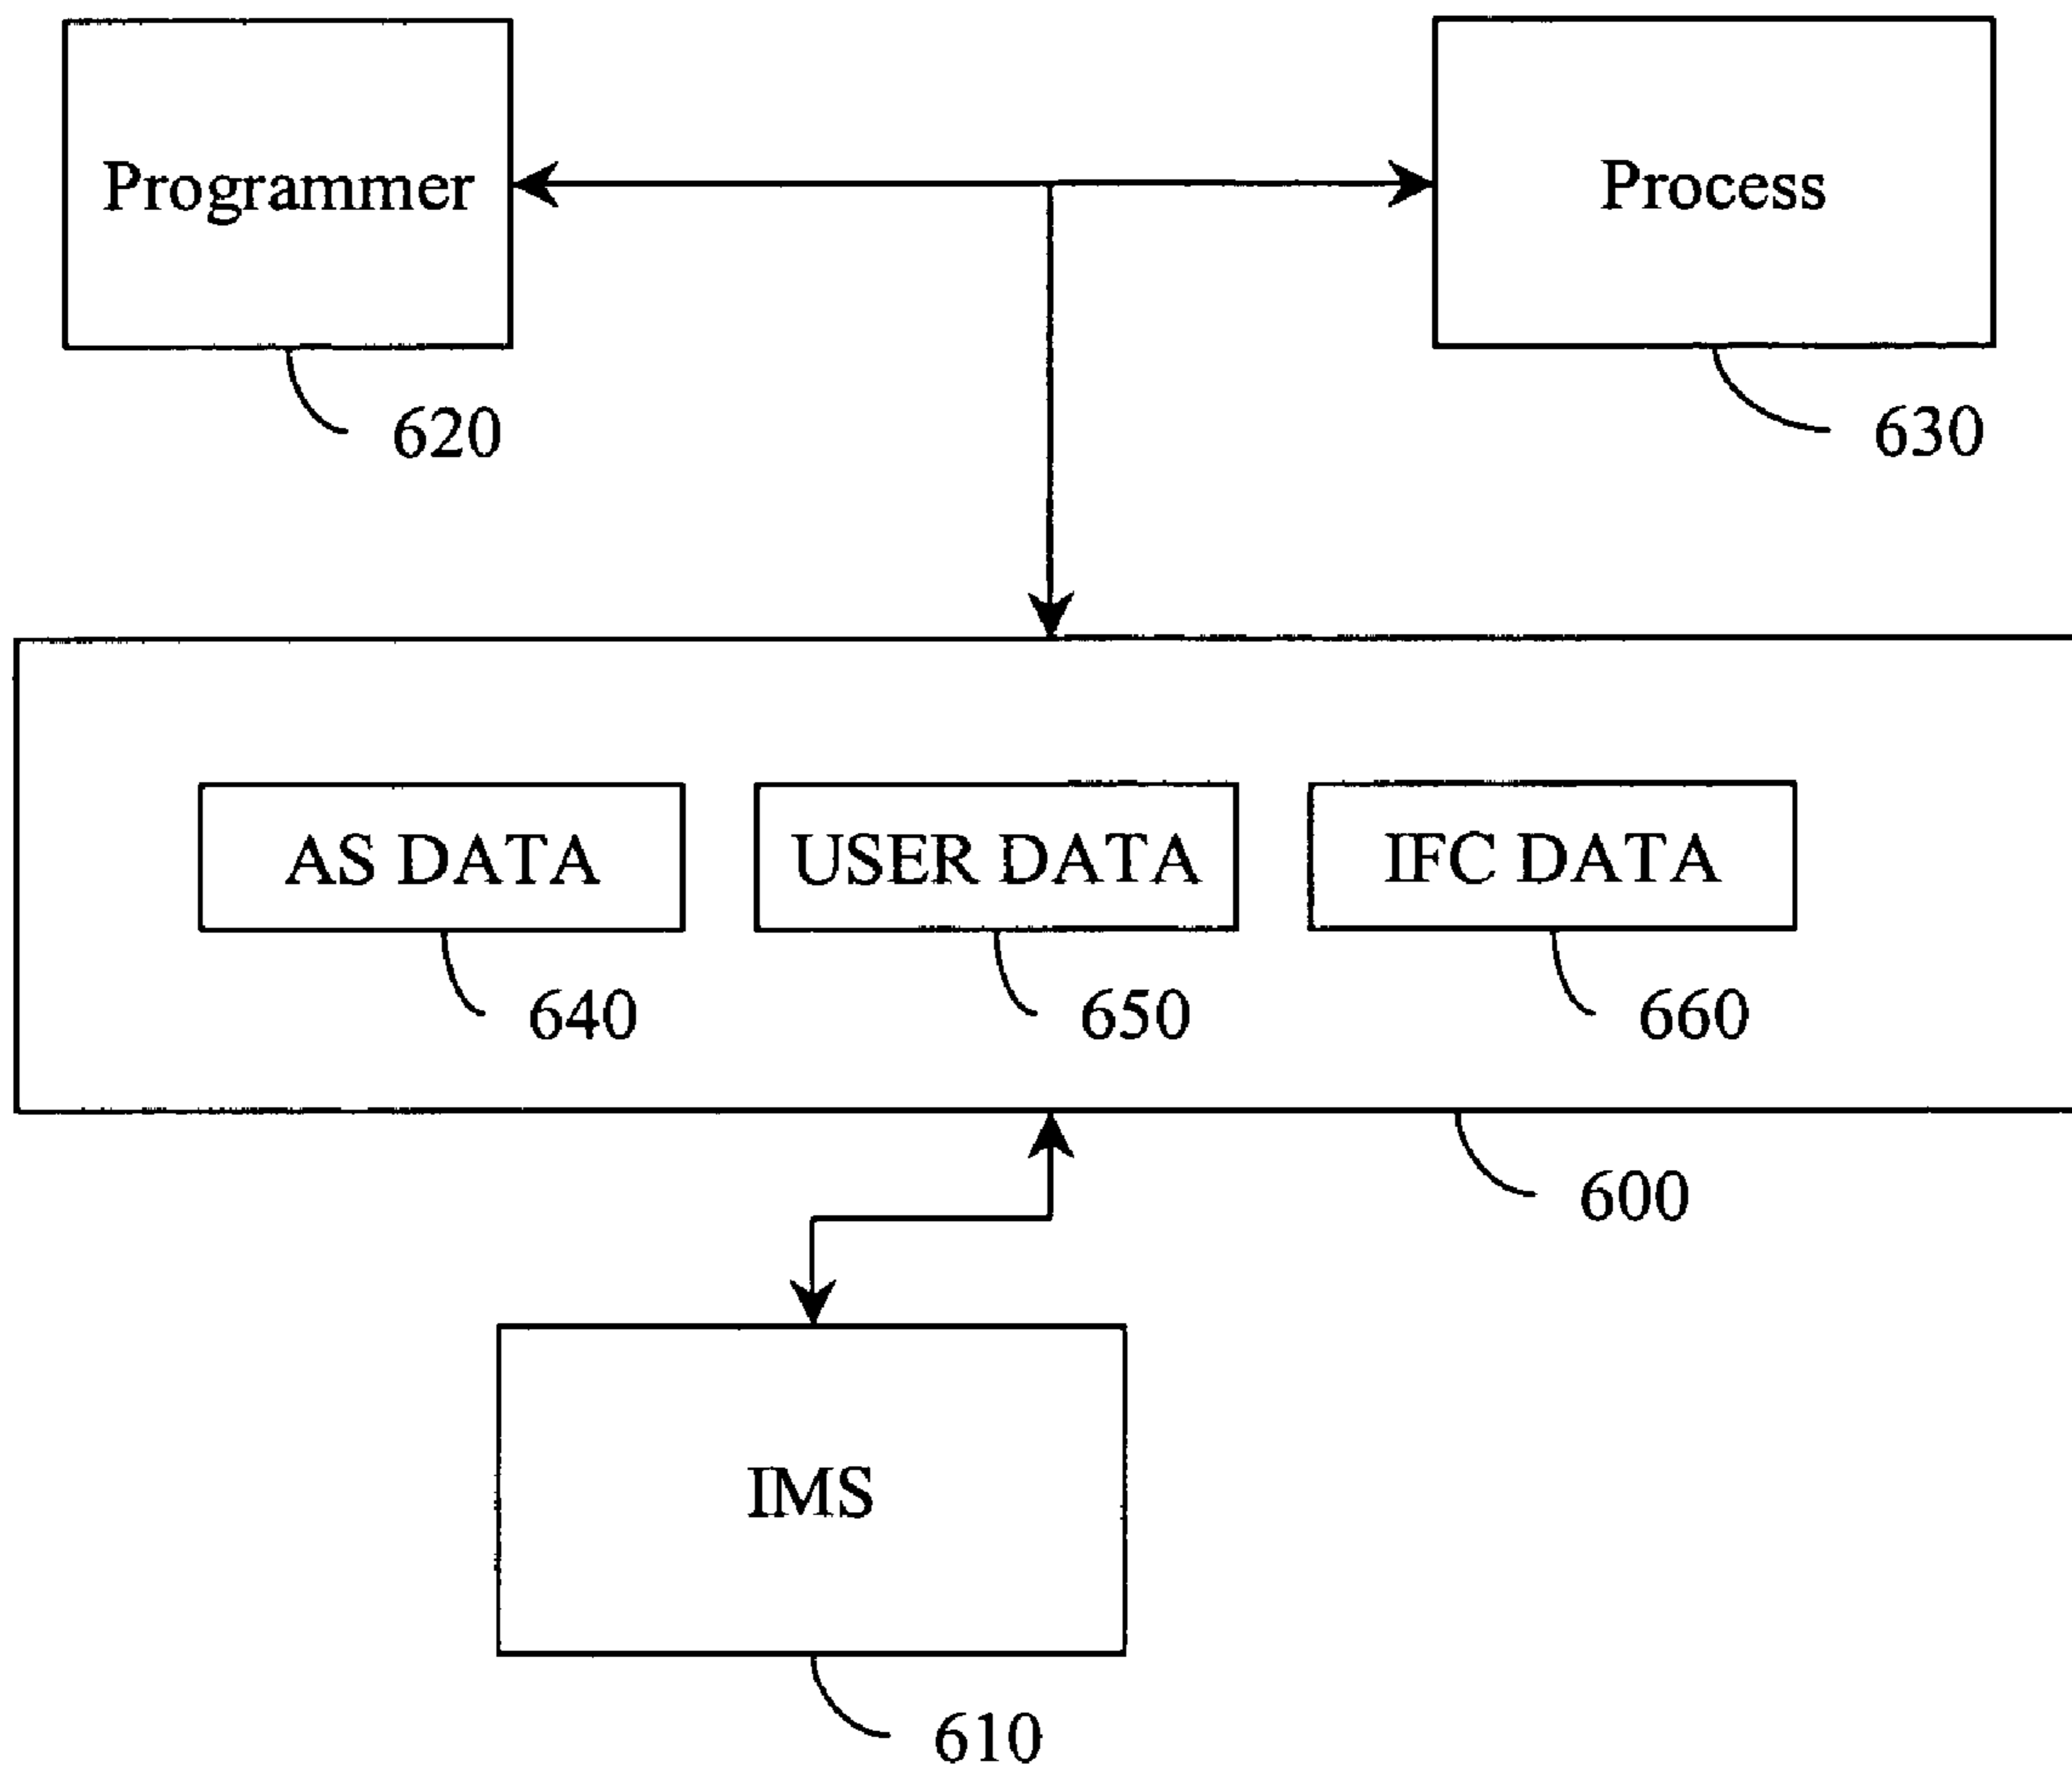 Programmer
Process
620
630
AS DATA
USER DATA
IFC DATA
640
650
660
600
IMS
610